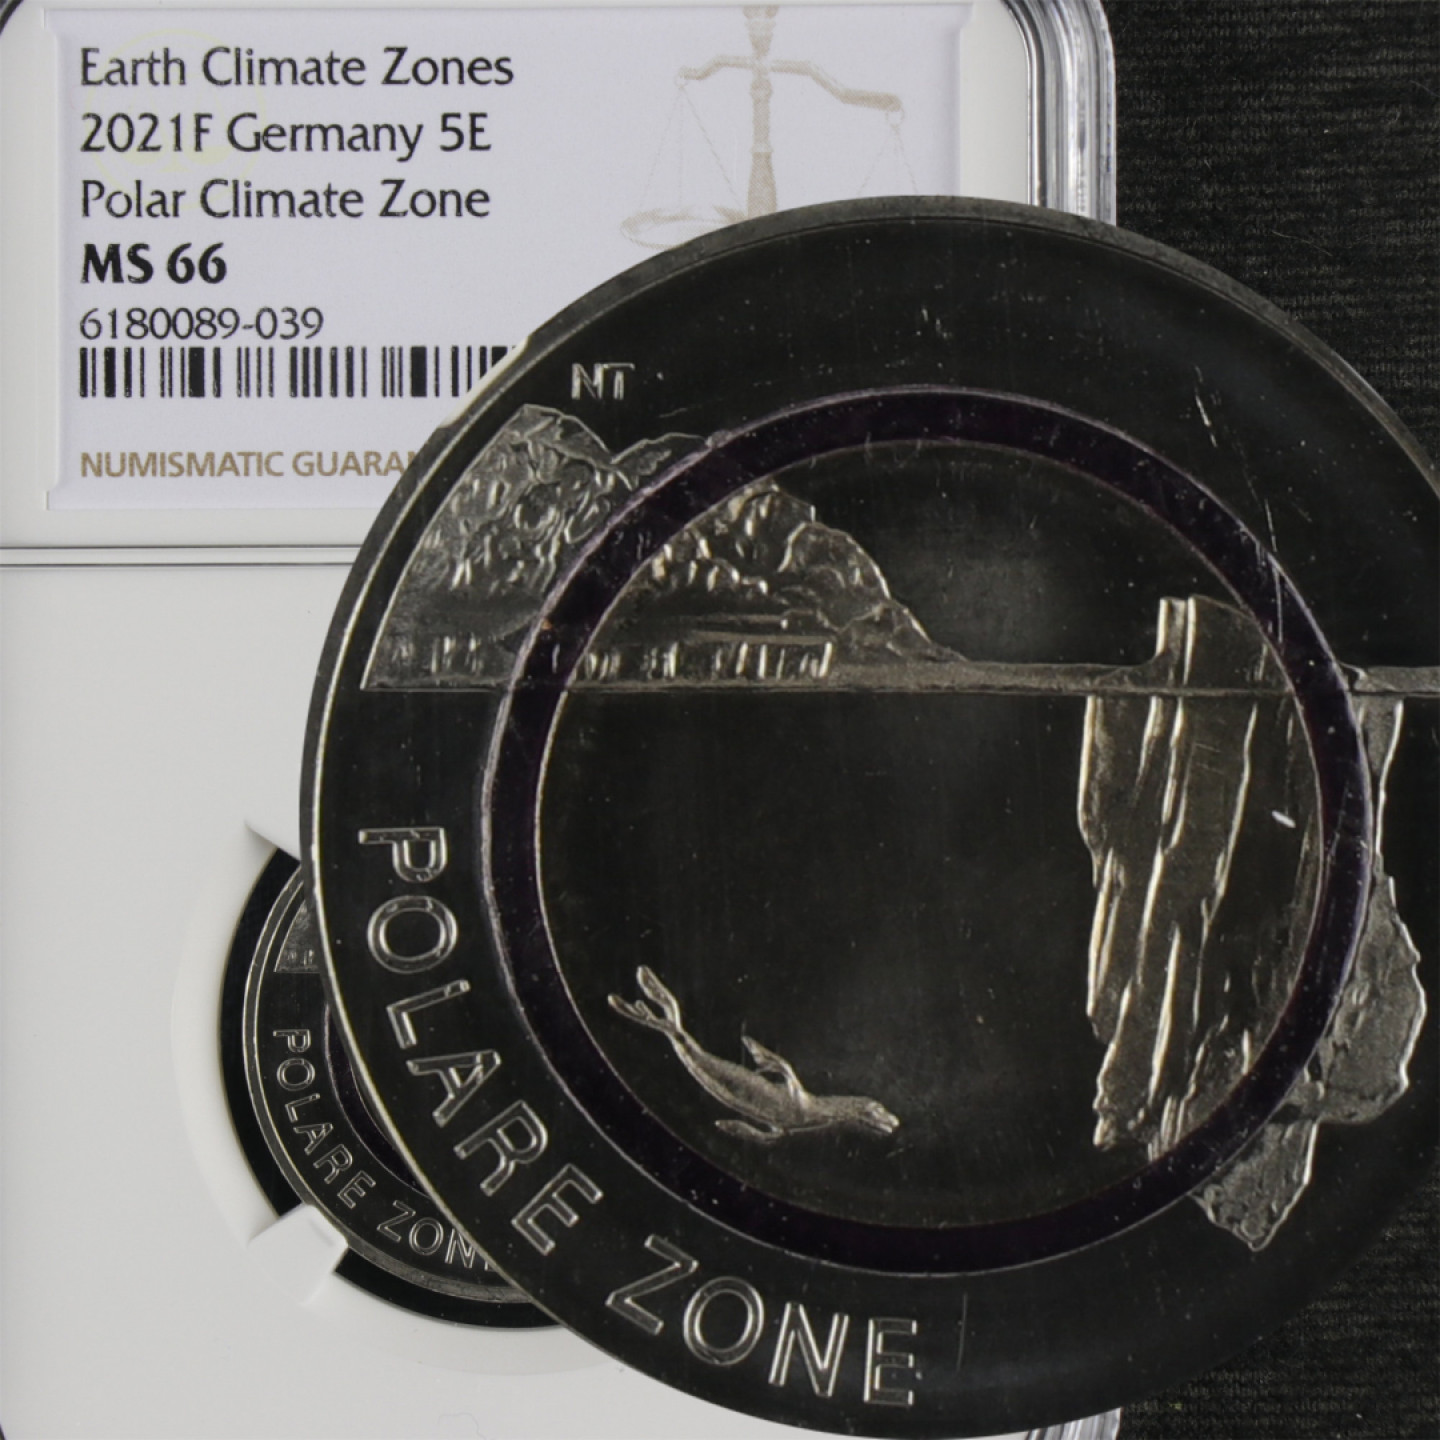 Earth Climate Zones
2021F Germany 5E
Polar Climate Zone
MS 66
6180089-039
NUMISMATIC GUARAN
NT
POLARE ZONE
POLARE ZON